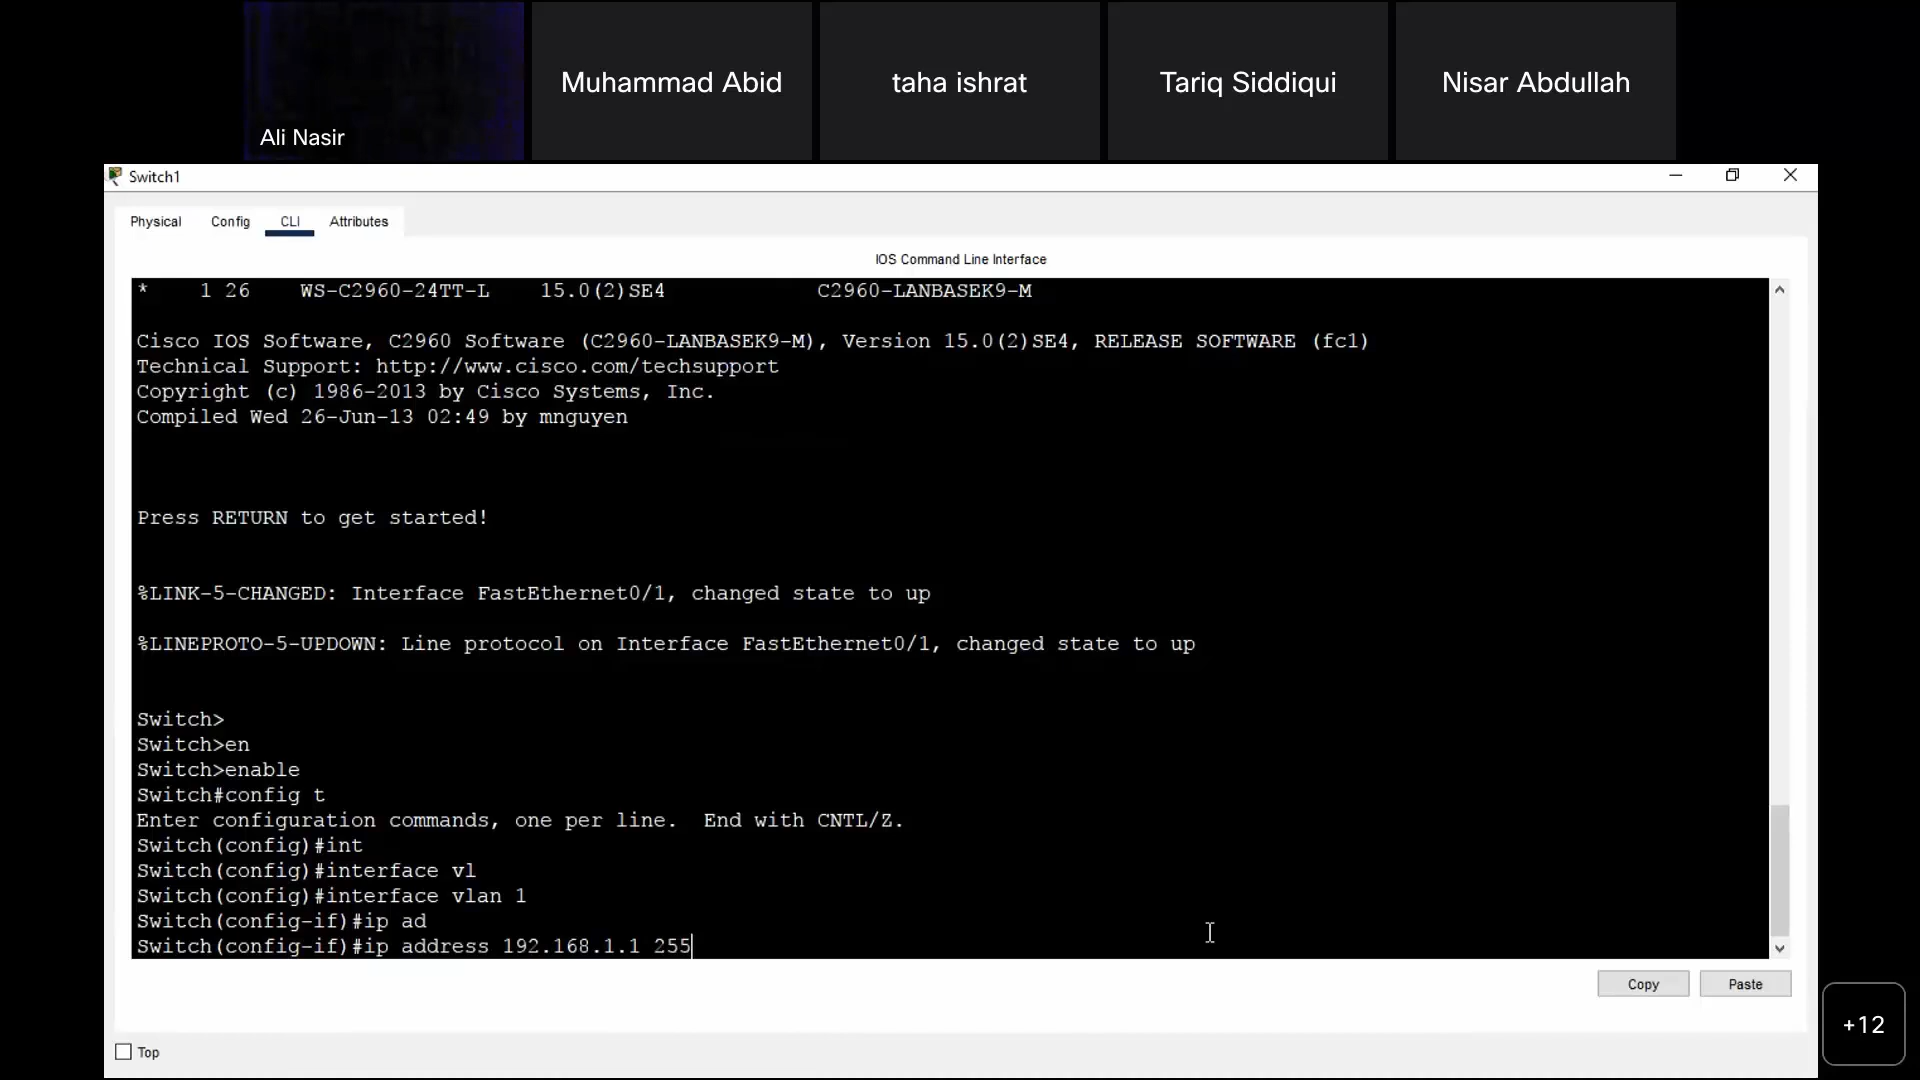 Muhammad Abid
taha ishrat
Tariq Siddiqui
Nisar Abdullah
Ali Nasir
Switch1
Physical Config CLI Attributes
IOS Command Line Interface
* 1 26 WS-C2960-24TT-L 15.0(2)SE4 C2960-LANBASEK9-M
Cisco IOS Software, C2960 Software (C2960-LANBASEK9-M), Version 15.0(2)SE4, RELEASE SOFTWARE (fc1)
Technical Support: http://www.cisco.com/techsupport
Copyright (c) 1986-2013 by Cisco Systems, Inc.
Compiled Wed 26-Jun-13 02:49 by mnguyen
Press RETURN to get started!
%LINK-5-CHANGED: Interface FastEthernet0/1, changed state to up
%LINEPROTO-5-UPDOWN: Line protocol on Interface FastEthernet0/1, changed state to up
Switch>
Switch>en
Switch>enable
Switch#config t
Enter configuration commands, one per line. End with CNTL/Z.
Switch(config)#int
Switch(config)#interface vl
Switch(config)#interface vlan 1
Switch(config-if)#ip ad
Switch(config-if)#ip address 192.168.1.1 255
Copy Paste
+12
Top